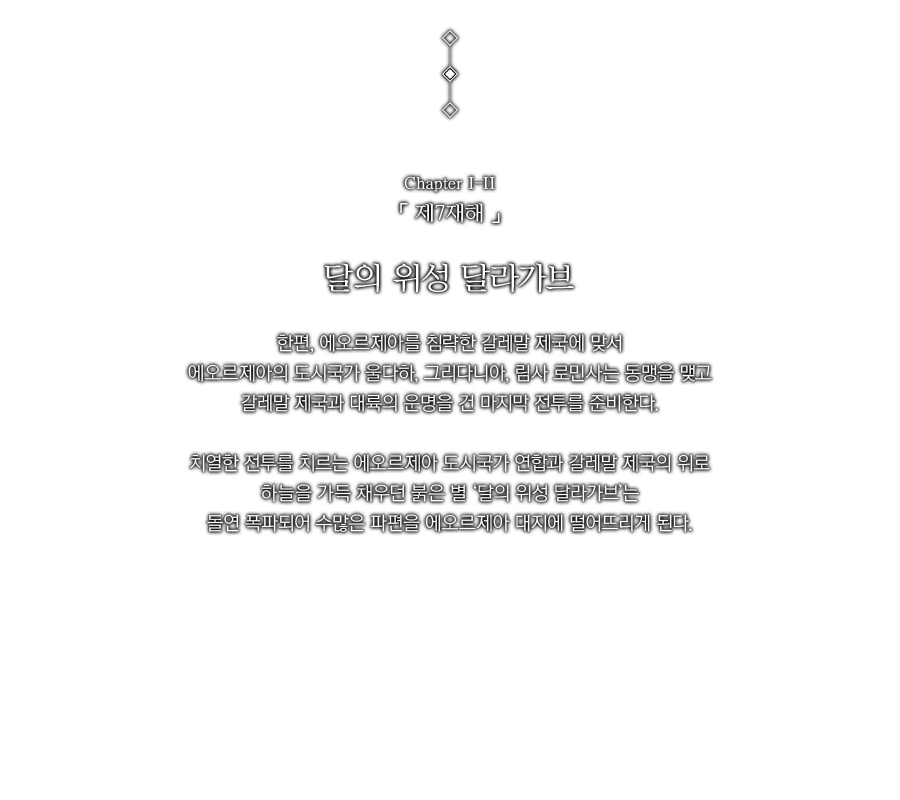 Chapter I-II
「 제7재해 」
달의 위성 달라가브
한편, 에오르제아를 침략한 갈레말 제국에 맞서
에오르제아의 도시국가 울다하, 그리다니아, 림사 로민사는 동맹을 맺고
갈레말 제국과 대륙의 운명을 건 마지막 전투를 준비한다.
치열한 전투를 치르는 에오르제아 도시국가 연합과 갈레말 제국의 위로
하늘을 가득 채우던 붉은 별 ‘달의 위성 달라가브’는
돌연 폭파되어 수많은 파편을 에오르제아 대지에 떨어뜨리게 된다.